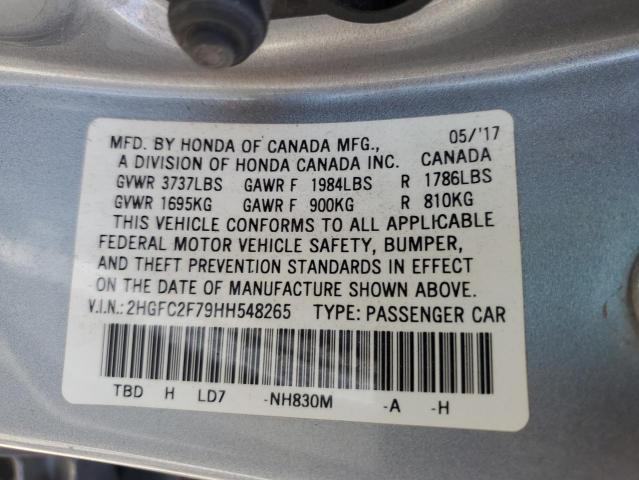 MFD. BY HONDA OF CANADA MFG., 05/'17
A DIVISION OF HONDA CANADA INC. CANADA
GVWR 3737LBS GAWR F 1984LBS R 1786LBS
GVWR 1695KG GAWR F 900KG R 810KG
THIS VEHICLE CONFORMS TO ALL APPLICABLE
FEDERAL MOTOR VEHICLE SAFETY, BUMPER,
AND THEFT PREVENTION STANDARDS IN EFFECT
ON THE DATE OF MANUFACTURE SHOWN ABOVE.
V.I.N.: 2HGFC2F79HH548265 TYPE: PASSENGER CAR
TBD H LD7 -NH830M -A -H